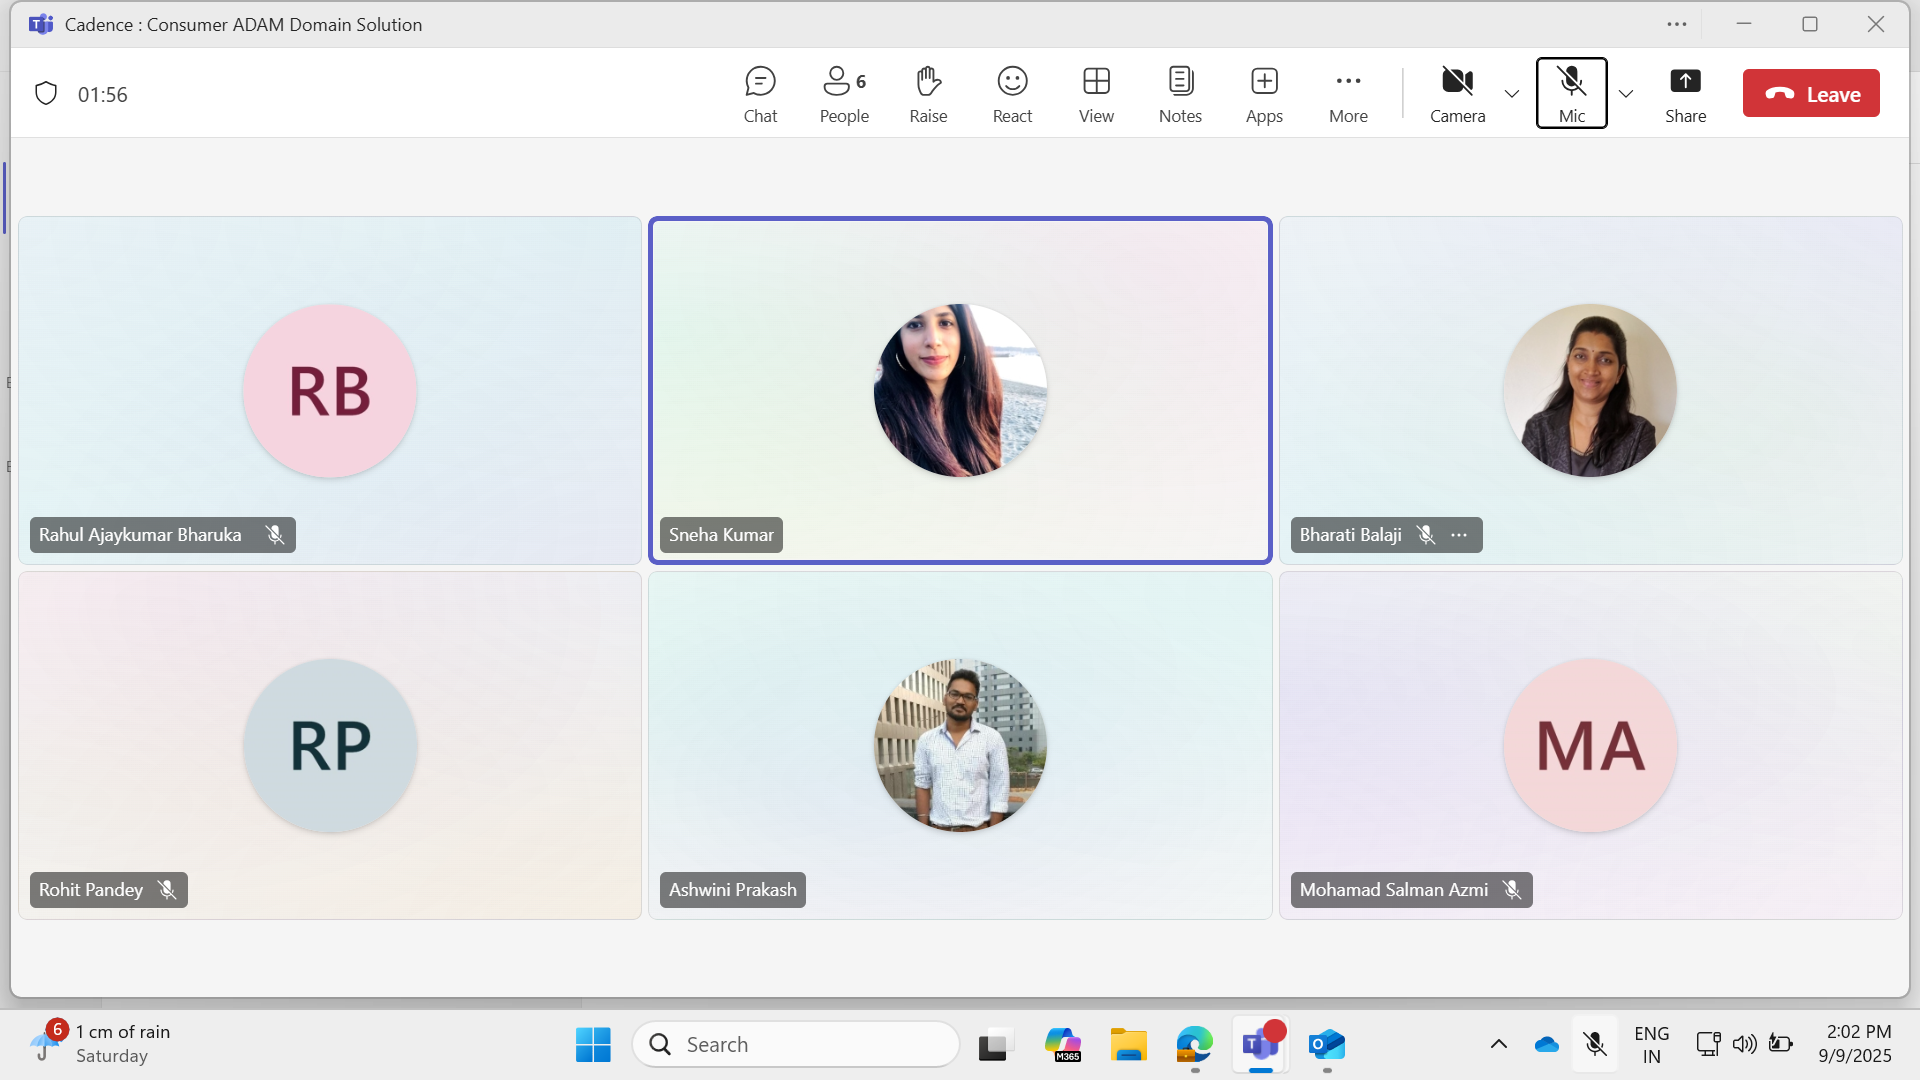 Cadence : Consumer ADAM Domain Solution
01:56
Chat
People
6
Raise
React
View
Notes
Apps
More
Camera
Mic
Share
Leave
RB
Rahul Ajaykumar Bharuka
Sneha Kumar
Bharati Balaji
RP
Rohit Pandey
Ashwini Prakash
MA
Mohamad Salman Azmi
6
1 cm of rain
Saturday
Search
M365
T
O
ENG
IN
2:02 PM
9/9/2025